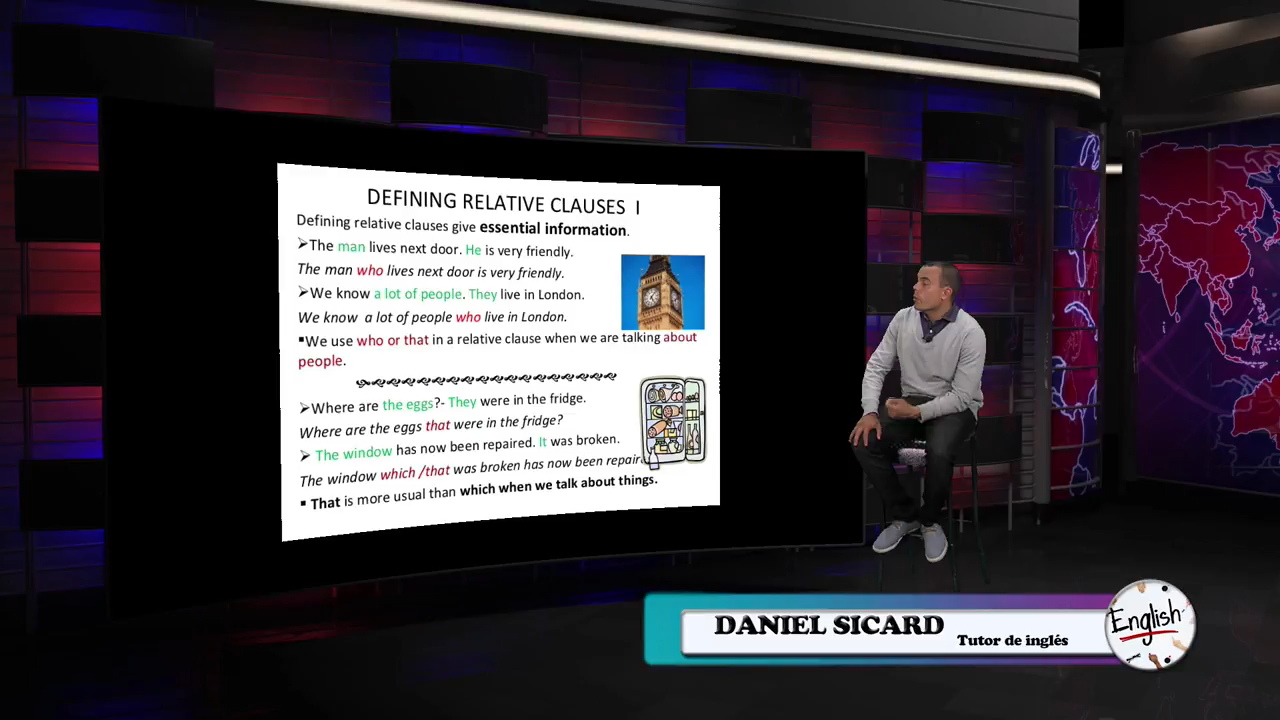 DEFINING RELATIVE CLAUSES I
Defining relative clauses give essential information.
➢The man lives next door. He is very friendly.
The man who lives next door is very friendly.
➢We know a lot of people. They live in London.
We know a lot of people who live in London.
▪We use who or that in a relative clause when we are talking about
people.
➢Where are the eggs?- They were in the fridge.
Where are the eggs that were in the fridge?
➢ The window has now been repaired. It was broken.
The window which /that was broken has now been repair
▪ That is more usual than which when we talk about things.
DANIEL SICARD
Tutor de inglés
English